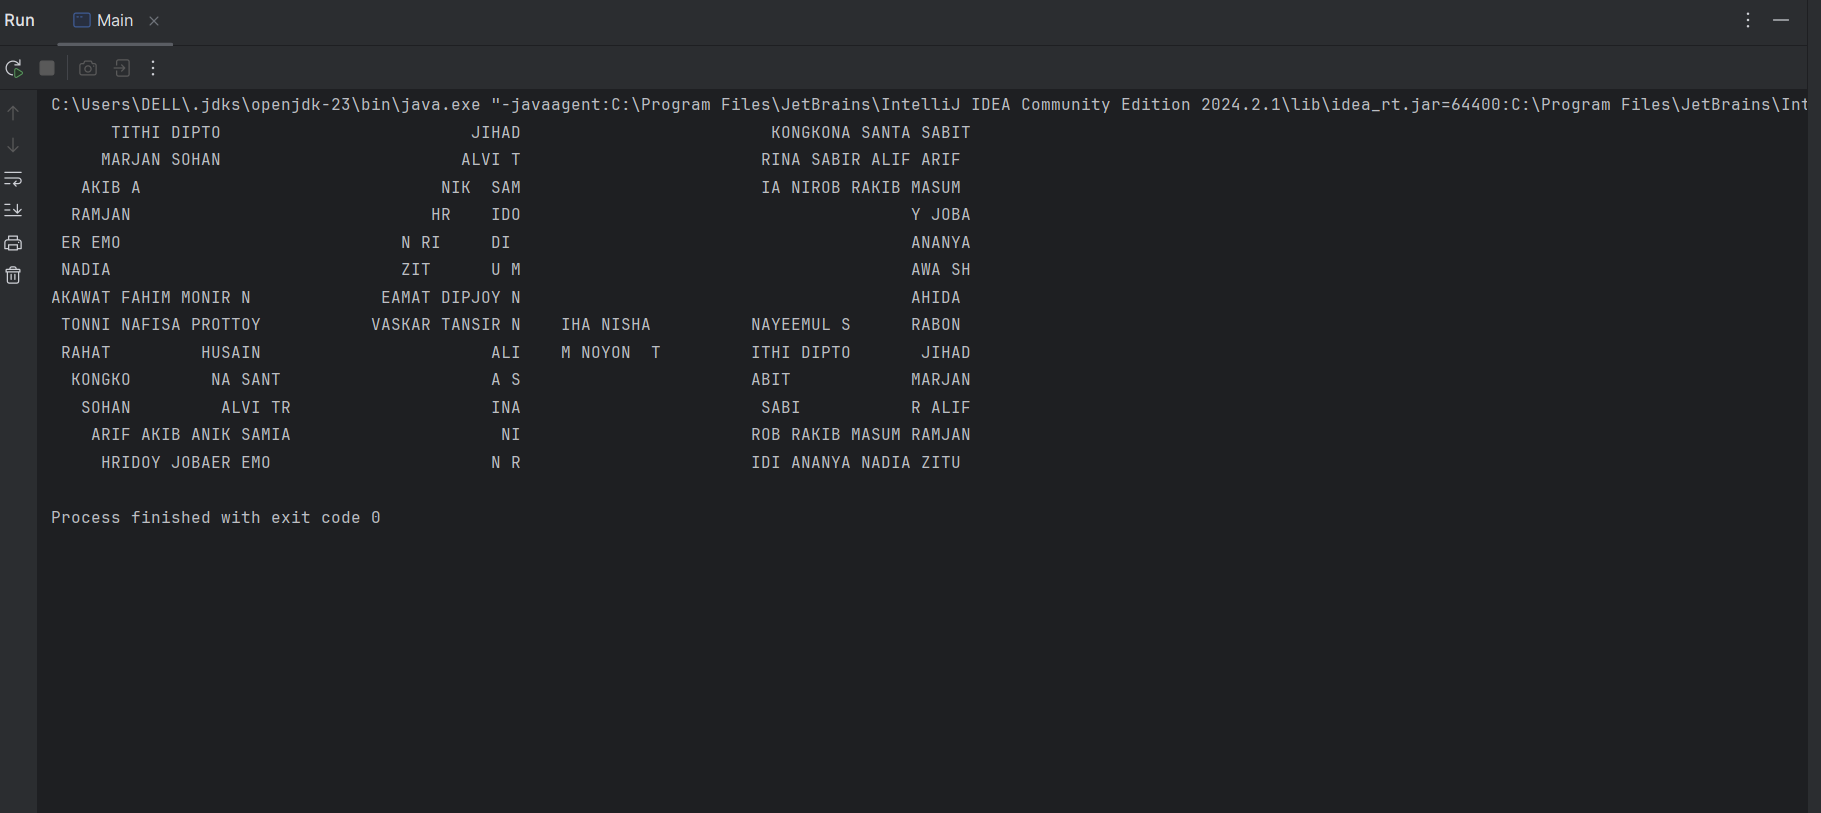 Run Main
C:\Users\DELL\.jdks\openjdk-23\bin\java.exe "-javaagent:C:\Program Files\JetBrains\IntelliJ IDEA Community Edition 2024.2.1\lib\idea_rt.jar=64400:C:\Program Files\JetBrains\Int
      TITHI DIPTO                         JIHAD                         KONGKONA SANTA SABIT
     MARJAN SOHAN                        ALVI T                        RINA SABIR ALIF ARIF
   AKIB A                              NIK  SAM                        IA NIROB RAKIB MASUM
  RAMJAN                              HR    IDO                                       Y JOBA
 ER EMO                            N RI     DI                                        ANANYA
 NADIA                             ZIT      U M                                       AWA SH
AKAWAT FAHIM MONIR N             EAMAT DIPJOY N                                       AHIDA
 TONNI NAFISA PROTTOY           VASKAR TANSIR N    IHA NISHA          NAYEEMUL S      RABON
 RAHAT         HUSAIN                       ALI    M NOYON  T         ITHI DIPTO       JIHAD
  KONGKO        NA SANT                     A S                       ABIT            MARJAN
   SOHAN         ALVI TR                    INA                        SABI           R ALIF
    ARIF AKIB ANIK SAMIA                     NI                       ROB RAKIB MASUM RAMJAN
     HRIDOY JOBAER EMO                      N R                       IDI ANANYA NADIA ZITU
Process finished with exit code 0